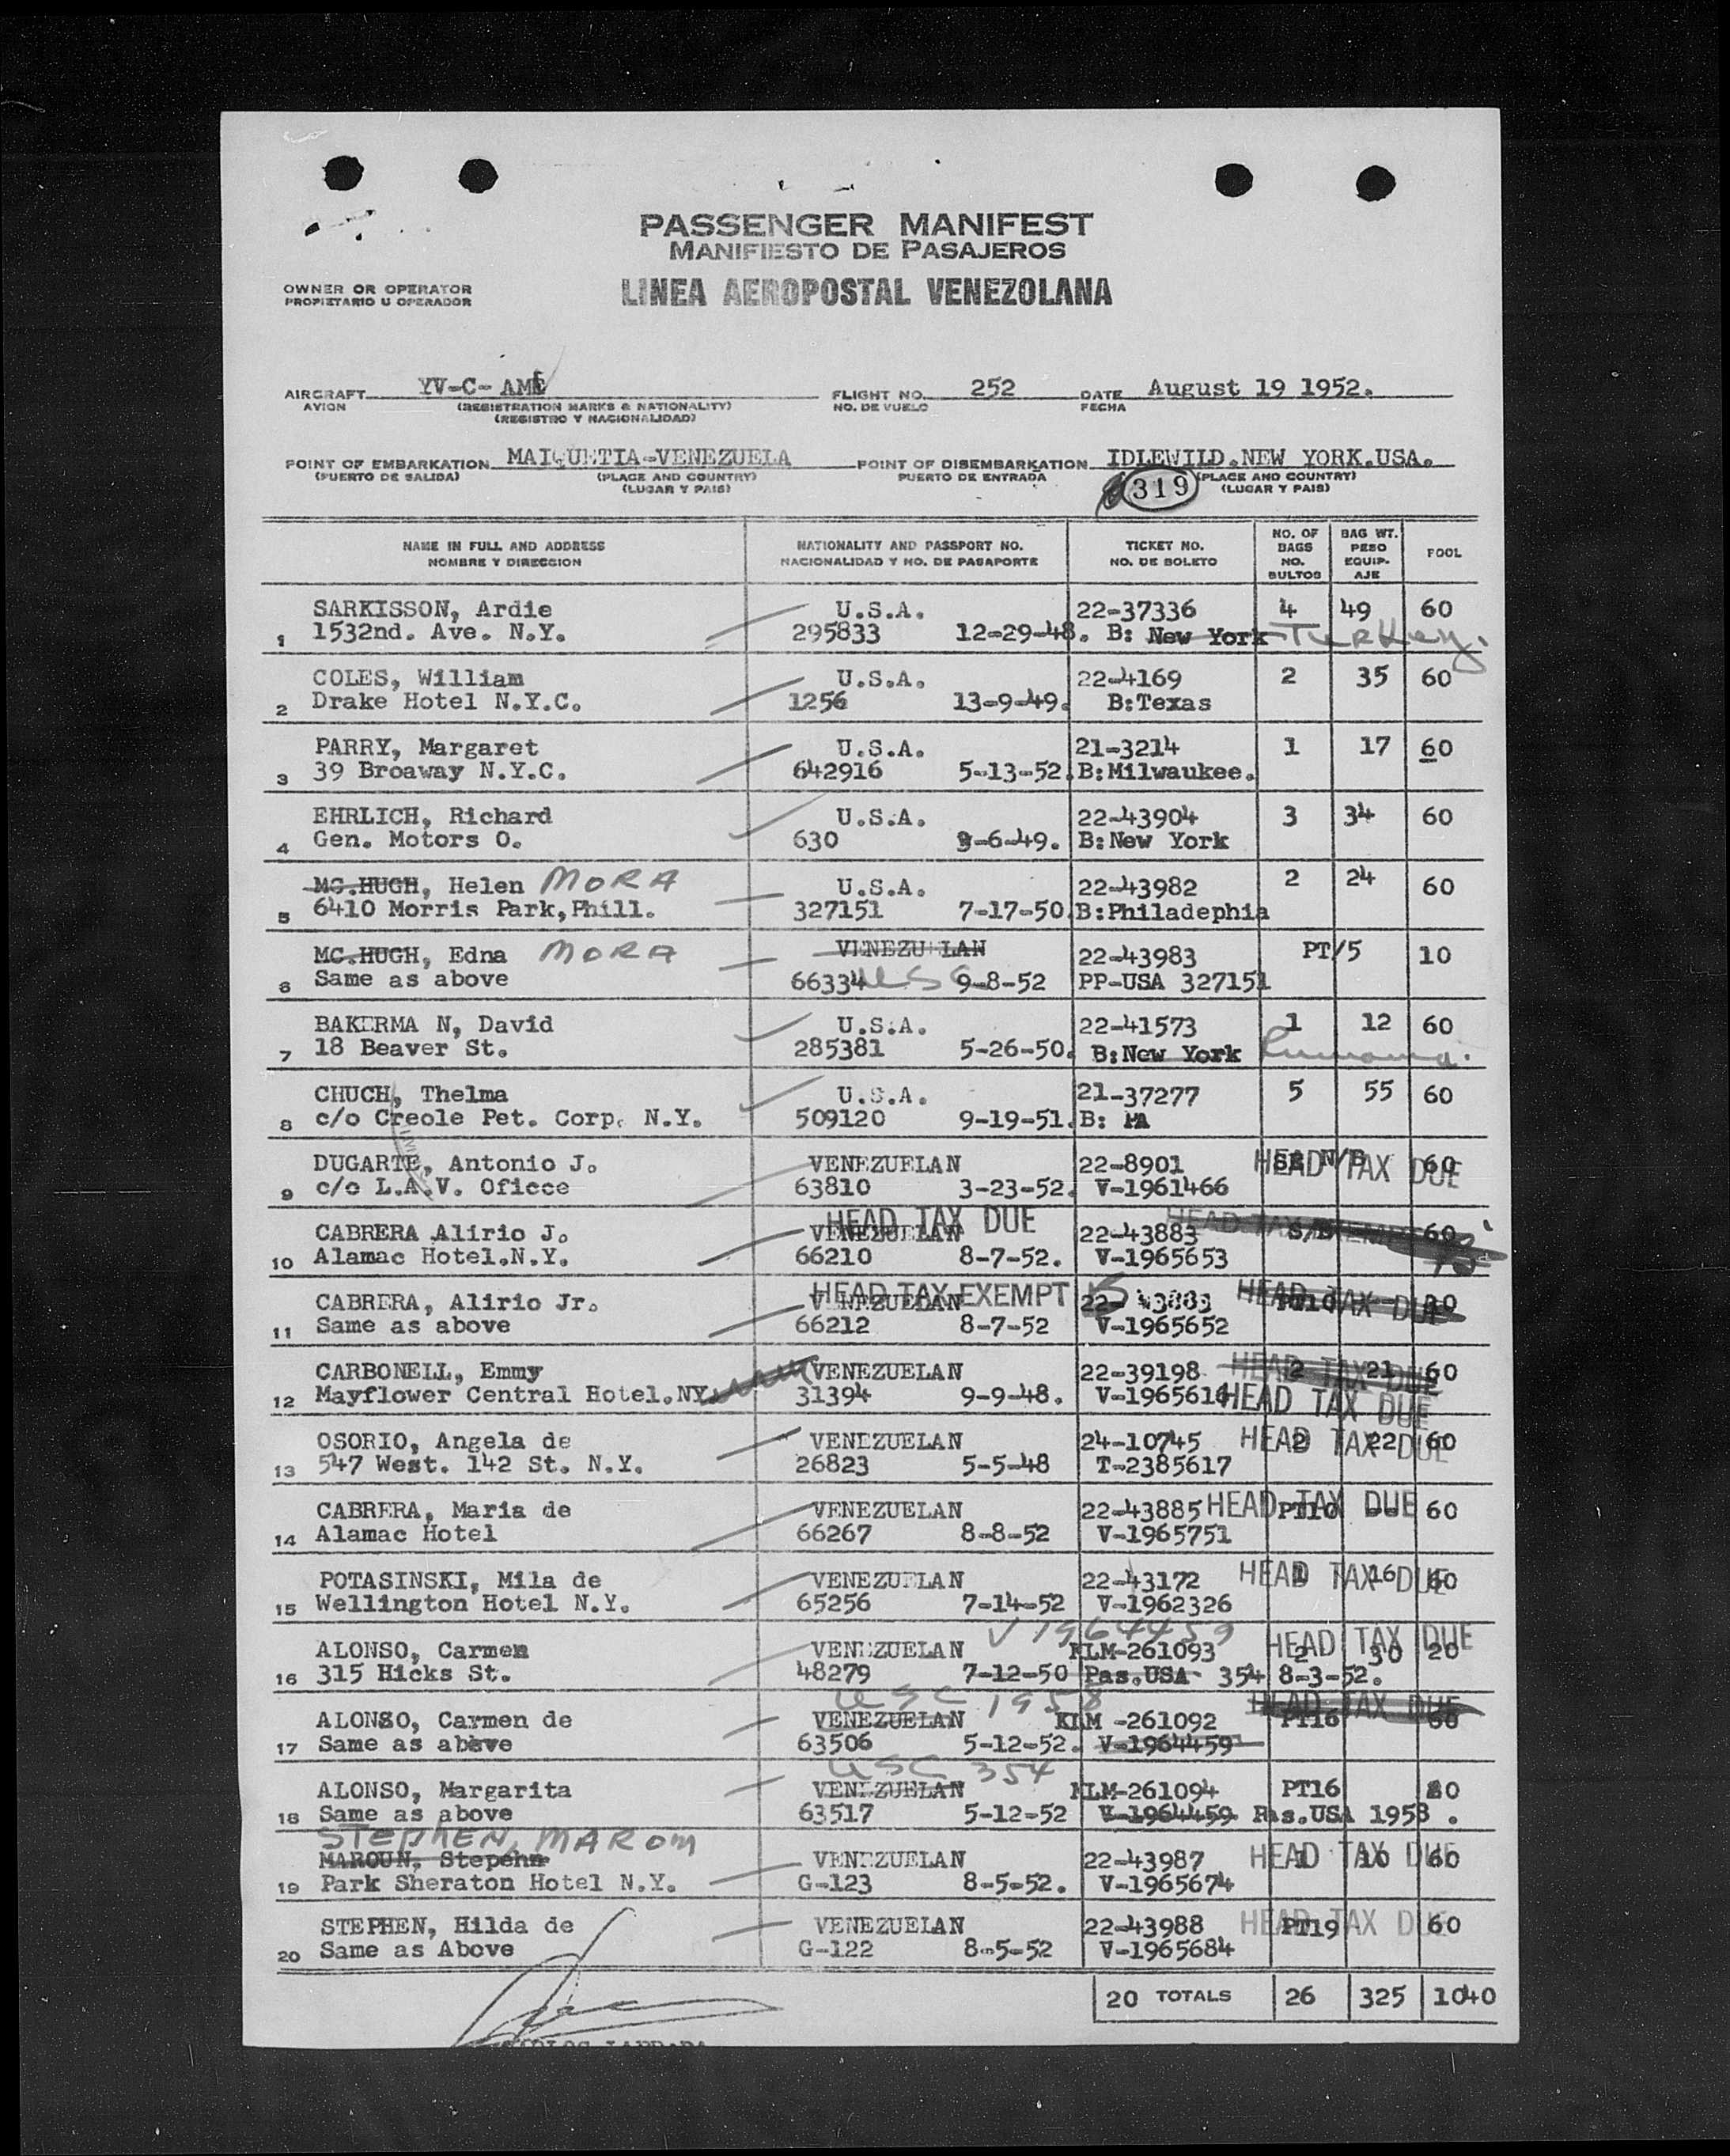 PASSENGER MANIFEST
MANIFIESTO DE PASAJEROS
OWNER OR OPERATOR
PROPIETARIO U OPERADOR
LINEA AEROPOSTAL VENEZOLANA
AIRCRAFT YV-C-AME FLIGHT NO. 252 DATE August 19 1952.
AVION (REGISTRATION MARKS & NATIONALITY) NO. DE VUELO FECHA
(REGISTRO Y NACIONALIDAD)
POINT OF EMBARKATION MAIQUETIA-VENEZUELA POINT OF DISEMBARKATION IDLEWILD.NEW YORK.USA.
(PUERTO DE SALIDA) (PLACE AND COUNTRY) PUERTO DE ENTRADA 319 (PLACE AND COUNTRY)
(LUGAR Y PAIS) (LUGAR Y PAIS)
NAME IN FULL AND ADDRESS NATIONALITY AND PASSPORT NO. TICKET NO. NO. OF BAGS BAG WT. FOOL
NOMBRE Y DIRECCION NACIONALIDAD Y NO. DE PASAPORTE NO. DE BOLETO NO. BULTOS PESO EQUIP-AJE
SARKISSON, Ardie U.S.A. 22-37336 4 49 60
1 1532nd. Ave. N.Y. 295833 12-29-48. B: New York Turkey.
COLES, William U.S.A. 22-4169 2 35 60
2 Drake Hotel N.Y.C. 1256 13-9-49. B:Texas
PARRY, Margaret U.S.A. 21-3214 1 17 60
3 39 Broaway N.Y.C. 642916 5-13-52. B:Milwaukee.
EHRLICH, Richard U.S.A. 22-43904 3 34 60
4 Gen. Motors O. 630 9-6-49. B:New York
MC.HUGH, Helen MORA U.S.A. 22-43982 2 24 60
5 6410 Morris Park,Phill. 327151 7-17-50. B:Philadephia
MC.HUGH, Edna MORA VENEZUELAN 22-43983 PT/5 10
6 Same as above 66334 USC 9-8-52 PP-USA 327151
BAKERMA N, David U.S.A. 22-41573 1 12 60
7 18 Beaver St. 285381 5-26-50. B:New York
CHUCH, Thelma U.S.A. 21-37277 5 55 60
8 c/o Creole Pet. Corp. N.Y. 509120 9-19-51. B: PA
DUGARTE, Antonio J. VENEZUELAN 22-8901 HEAD TAX DUE 60
9 c/o L.A.V. Oficce 63810 3-23-52. V-1961466
HEAD TAX DUE HEAD TAX EXEMPT
CABRERA Alirio J. VENEZUELAN 22-43883 S/B 60
10 Alamac Hotel.N.Y. 66210 8-7-52. V-1965653
HEAD TAX EXEMPT HEAD TAX DUE
CABRERA, Alirio Jr. VENEZUELAN PT10
11 Same as above 66212 8-7-52 V-1965652
CARBONELL, Emmy VENEZUELAN 22-39198 HEAD TAX DUE 2 21 60
12 Mayflower Central Hotel.NY. 31394 9-9-48. V-1965616 HEAD TAX DUE
OSORIO, Angela de VENEZUELAN 24-10745 HEAD TAX DUE 2 22 60
13 547 West. 142 St. N.Y. 26823 5-5-48 T-2385617
CABRERA, Maria de VENEZUELAN 22-43885 HEAD TAX DUE PT10 -- 60
14 Alamac Hotel 66267 8-8-52 V-1965751
POTASINSKI, Mila de VENEZUELAN 22-43172 HEAD TAX DUE 1 16 60
15 Wellington Hotel N.Y. 65256 7-14-52 V-1962326
V1964459
ALONSO, Carmen VENEZUELAN KLM-261093 HEAD TAX DUE 2 30 20
16 315 Hicks St. 48279 7-12-50 Pas.USA 354 8-3-52.
USC 1958 HEAD TAX DUE
ALONSO, Carmen de VENEZUELAN KLM -261092 PT16 60
17 Same as above 63506 5-12-52. V-1964459
USC 354
ALONSO, Margarita VENEZUELAN KLM-261094 PT16
18 Same as above 63517 5-12-52 V-1964459 Pas.USA 1958 .
STEPHEN, MAROM
MAROUN, Stepehn VENEZUELAN 22-43987 HEAD TAX DUE 10 60
19 Park Sheraton Hotel N.Y. G-123 8-5-52. V-1965674
STEPHEN, Hilda de VENEZUELAN 22-43988 HEAD TAX DUE PT19 60
20 Same as Above G-122 8-5-52 V-1965684
20 TOTALS 26 325 1040